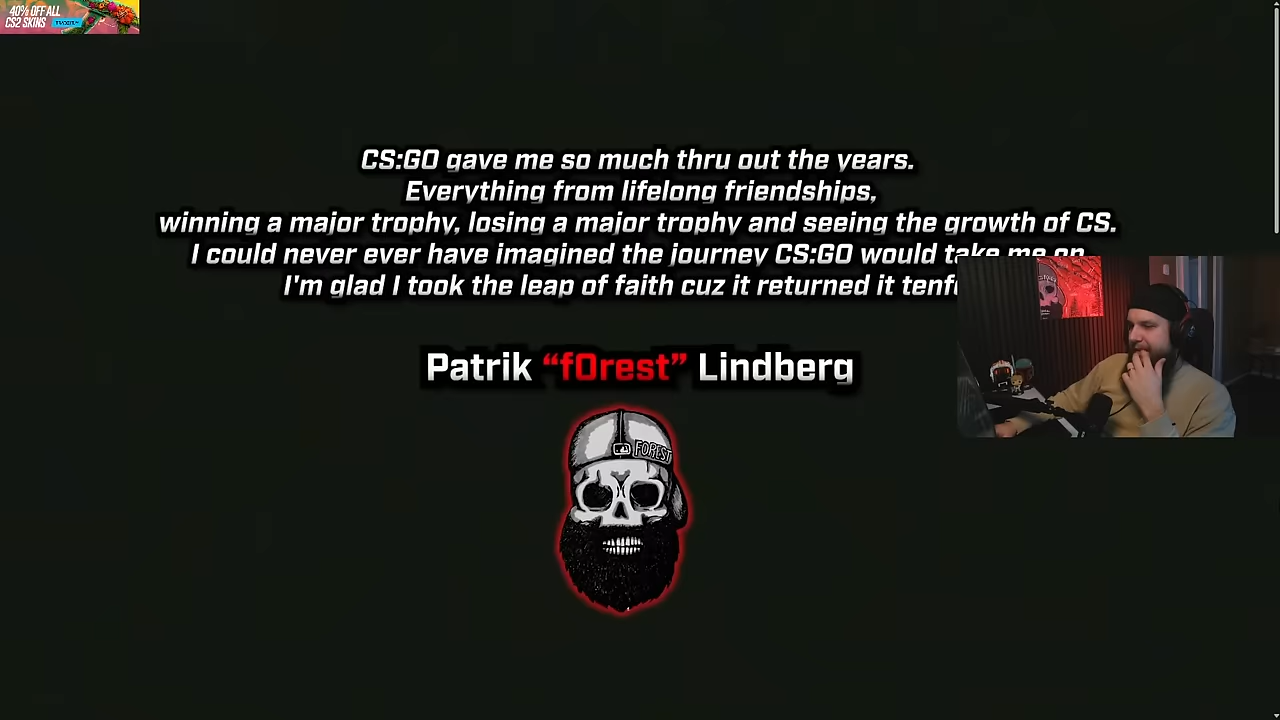 40% OFF ALL
CS2 SKINS
CS:GO gave me so much thru out the years.
Everything from lifelong friendships,
winning a major trophy, losing a major trophy and seeing the growth of CS.
I could never ever have imagined the journey CS:GO would take me on
I'm glad I took the leap of faith cuz it returned it
Patrik “f0rest” Lindberg
FOREST